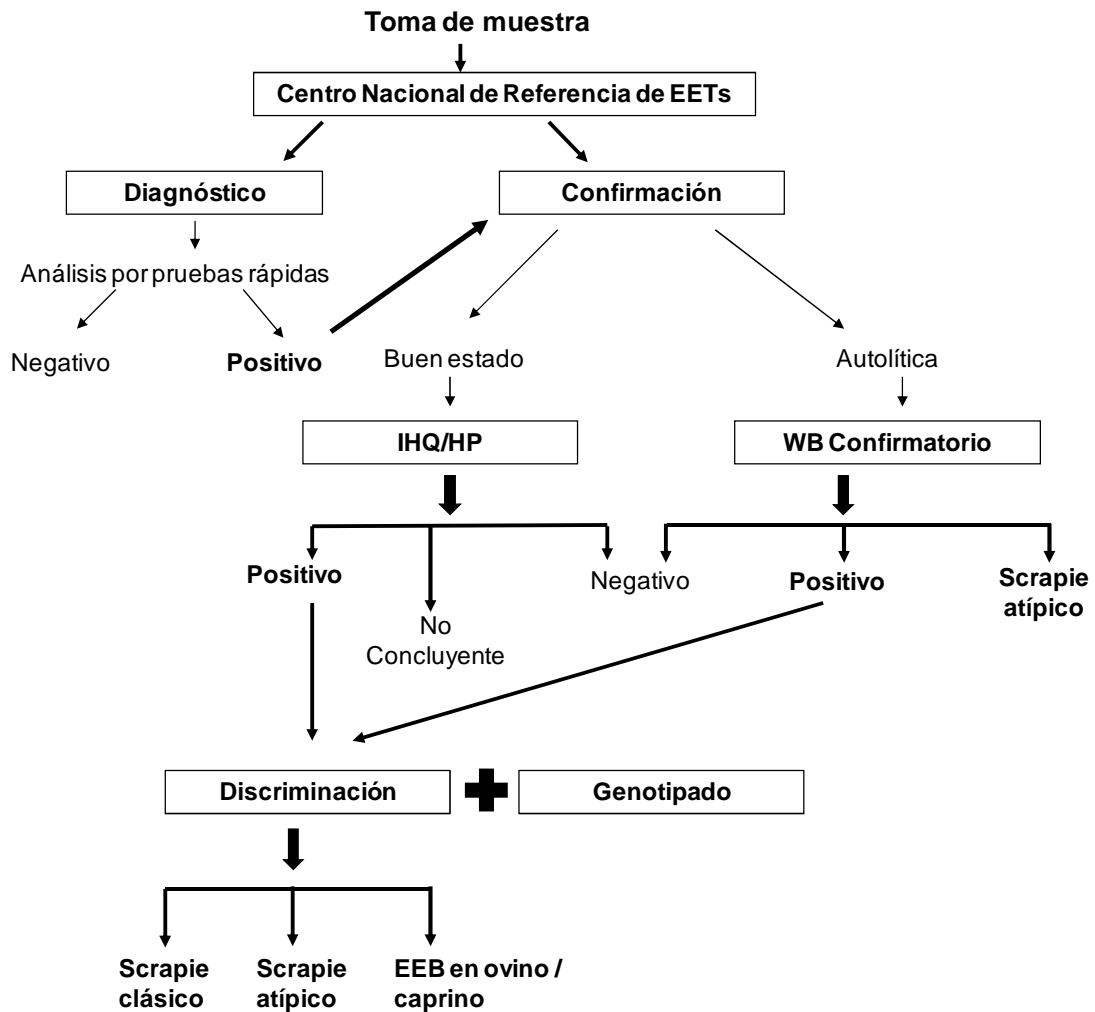 Toma de muestra
Centro Nacional de Referencia de EETs
Diagnóstico
Confirmación
Análisis por pruebas rápidas
Negativo
Positivo
Buen estado
Autolítica
IHQ/HP
WB Confirmatorio
Positivo
No
Concluyente
Negativo
Positivo
Scrapie
atípico
Discriminación
Genotipado
Scrapie
clásico
Scrapie
atípico
EEB en ovino /
caprino